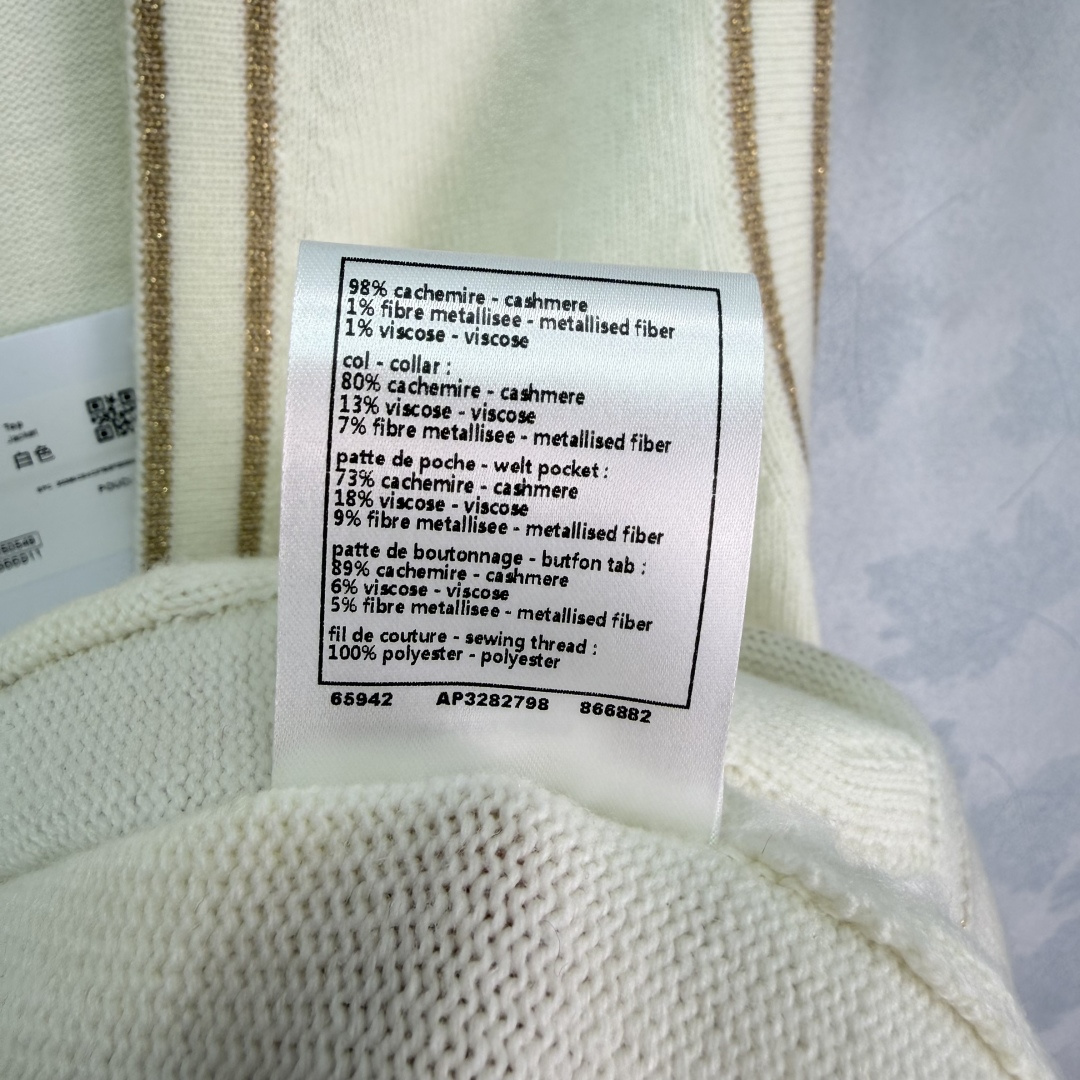 98% cachemire - cashmere
1% fibre metallisee - metallised fiber
1% viscose - viscose
col - collar :
80% cachemire - cashmere
13% viscose - viscose
7% fibre metallisee - metallised fiber
patte de poche - welt pocket :
73% cachemire - cashmere
18% viscose - viscose
9% fibre metallisee - metallised fiber
patte de boutonnage - butfon tab :
89% cachemire - cashmere
6% viscose - viscose
5% fibre metallisee - metallised fiber
fil de couture - sewing thread :
100% polyester - polyester
65942 AP3282798 866882
Top
Jacket
白色